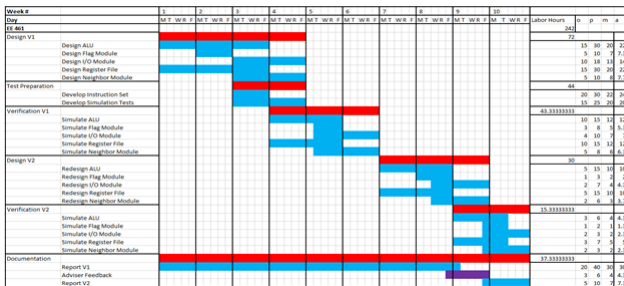 Week # 1 2 3 4 5 6 7 8 9 10
Day M T W R F M T W R F M T W R F M T W R F M T W R F M T W R F M T W R F M T W R F M T W R F M T W R F Labor Hours o p m a
EE 461 242
Design V1 72
Design ALU 15 30 20
Design Flag Module 5 10 7
Design I/O Module 10 18 13
Design Register File 15 30 20
Design Neighbor Module 5 10 8
Test Preparation 44
Develop Instruction Set 20 30 22
Develop Simulation Tests 15 25 20
Verification V1 43.33333333
Simulate ALU 10 15 12
Simulate Flag Module 3 8 5
Simulate I/O Module 4 10 7
Simulate Register File 10 15 12
Simulate Neighbor Module 5 8 6
Design V2 30
Redesign ALU 5 15 10
Redesign Flag Module 1 3 2
Redesign I/O Module 2 7 4
Redesign Register File 5 15 10
Redesign Neighbor Module 2 6 3
Verification V2 15.33333333
Simulate ALU 3 6 4
Simulate Flag Module 1 2 1
Simulate I/O Module 2 3 2
Simulate Register File 3 7 5
Simulate Neighbor Module 2 3 2
Documentation 37.33333333
Report V1 20 40 30
Adviser Feedback 3 6 4
Report V2 5 10 7